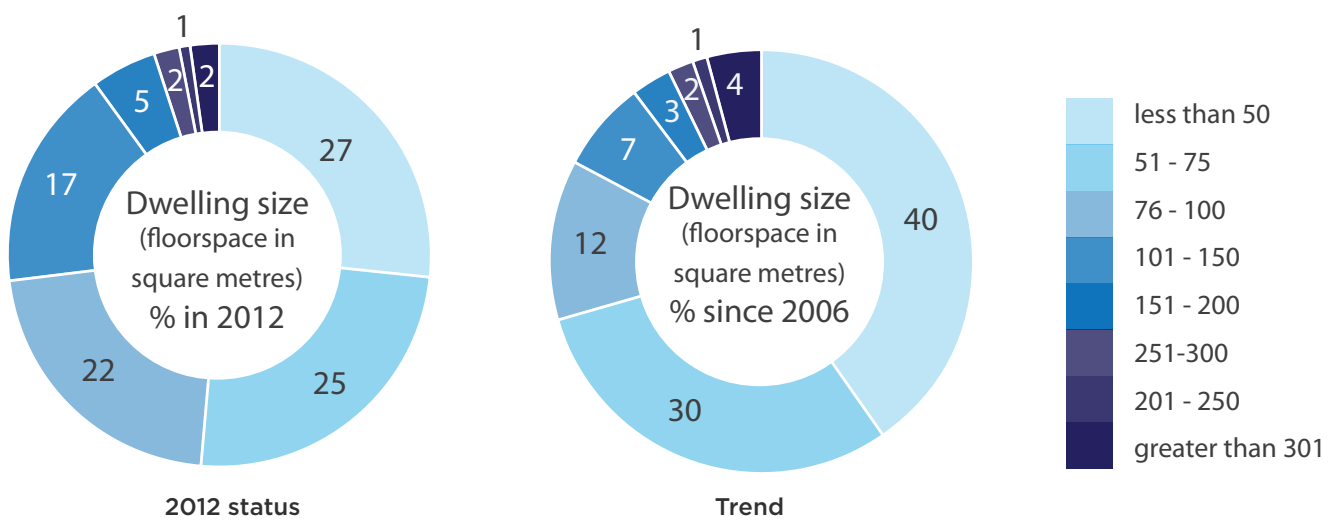 1
2
2
5
27
17
Dwelling size
(floorspace in
square metres)
% in 2012
22
25
2012 status
1
4
2
3
7
40
12
Dwelling size
(floorspace in
square metres)
% since 2006
30
Trend
less than 50
51 - 75
76 - 100
101 - 150
151 - 200
251-300
201 - 250
greater than 301